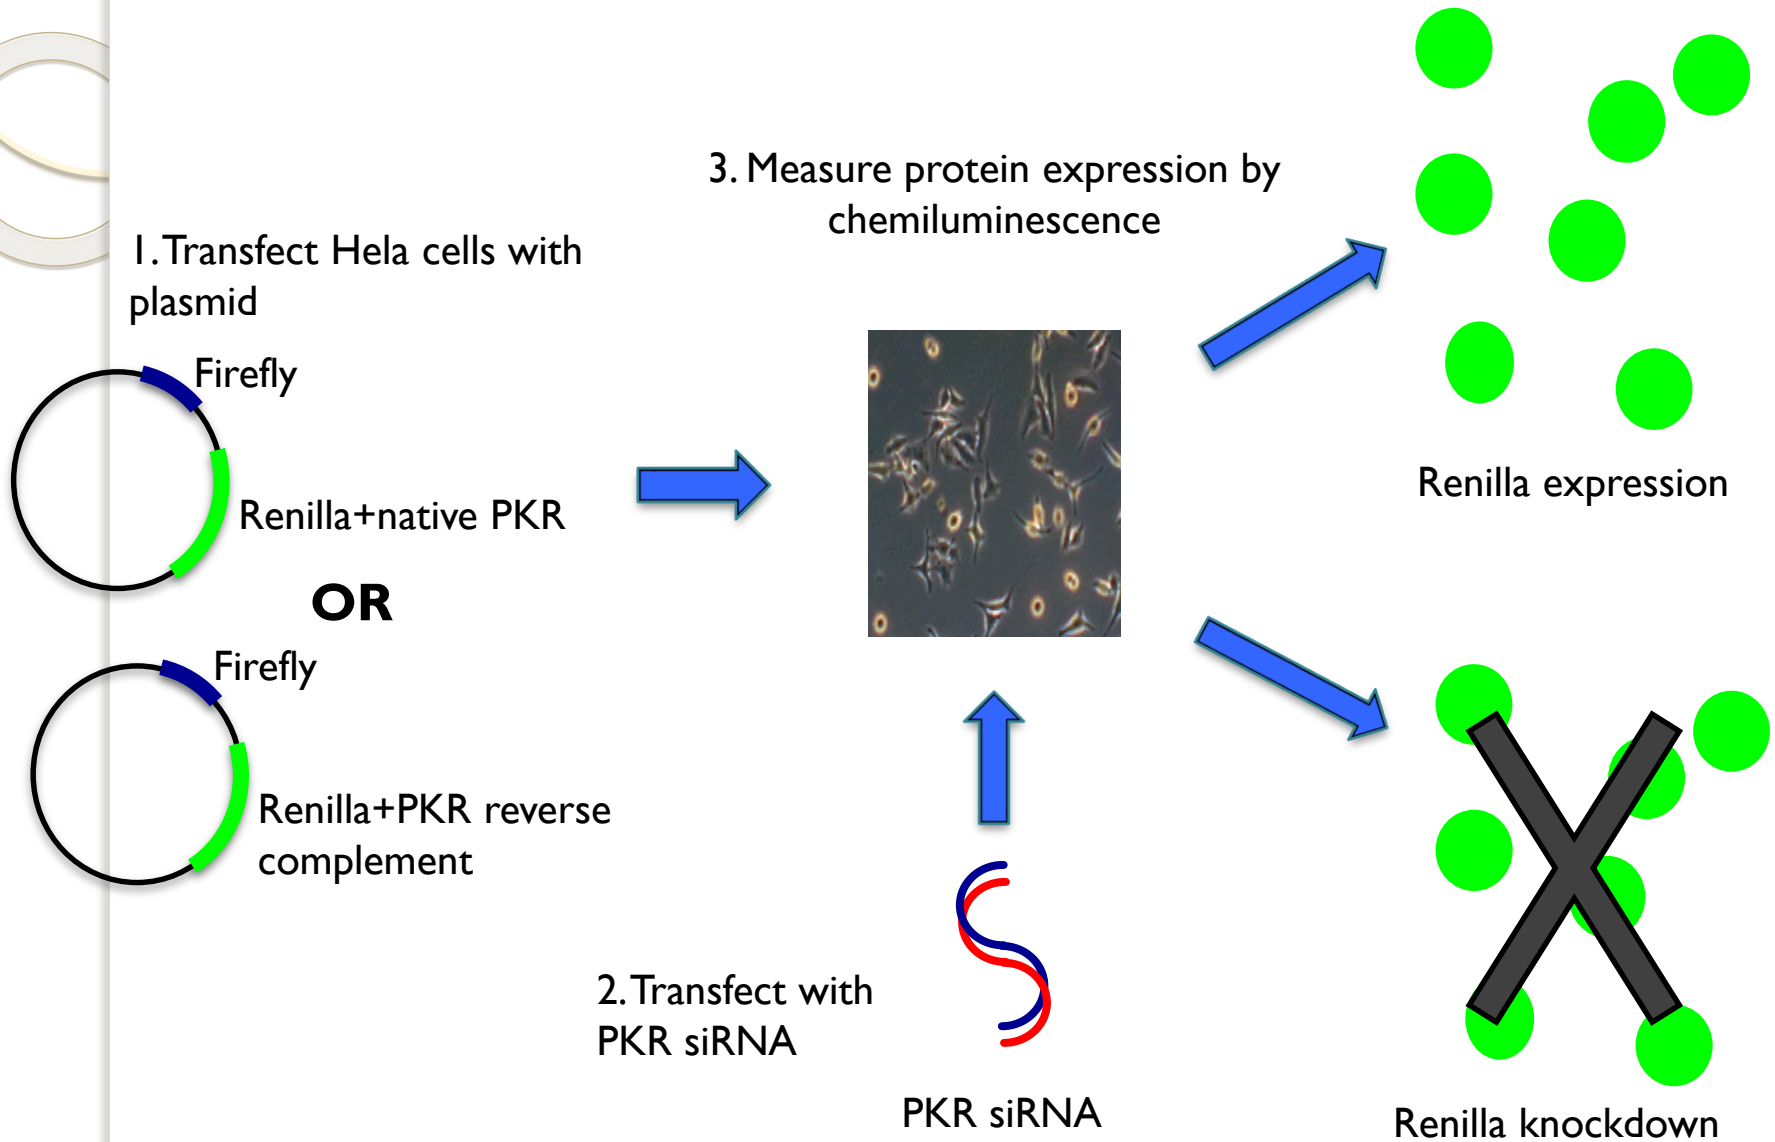 1. Transfect Hela cells with
plasmid
Firefly
Renilla+native PKR
OR
Firefly
Renilla+PKR reverse
complement
2. Transfect with
PKR siRNA
PKR siRNA
3. Measure protein expression by
chemiluminescence
Renilla expression
Renilla knockdown